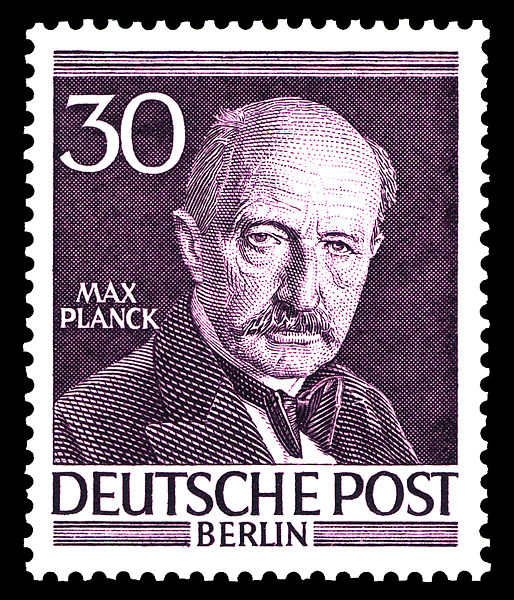 30
MAX
PLANCK
DEUTSCHE POST
BERLIN